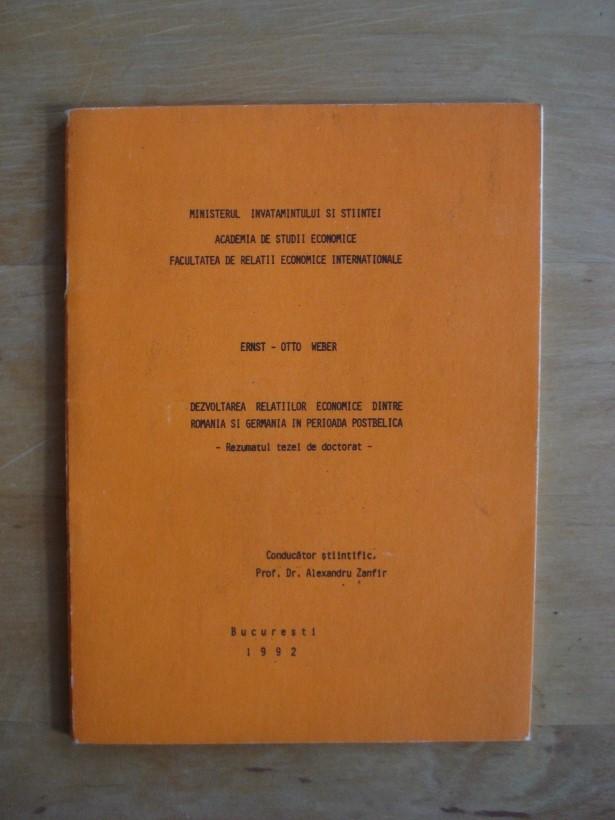 MINISTERUL INVATAMINTULUI SI STIINTEI
ACADEMIA DE STUDII ECONOMICE
FACULTATEA DE RELATII ECONOMICE INTERNATIONALE
ERNST - OTTO WEBER
DEZVOLTAREA RELATIILOR ECONOMICE DINTRE
ROMANIA SI GERMANIA IN PERIOADA POSTBELICA
- Rezumatul tezei de doctorat -
Conducător ştiintific,
Prof. Dr. Alexandru Zanfir
Bucuresti
1992